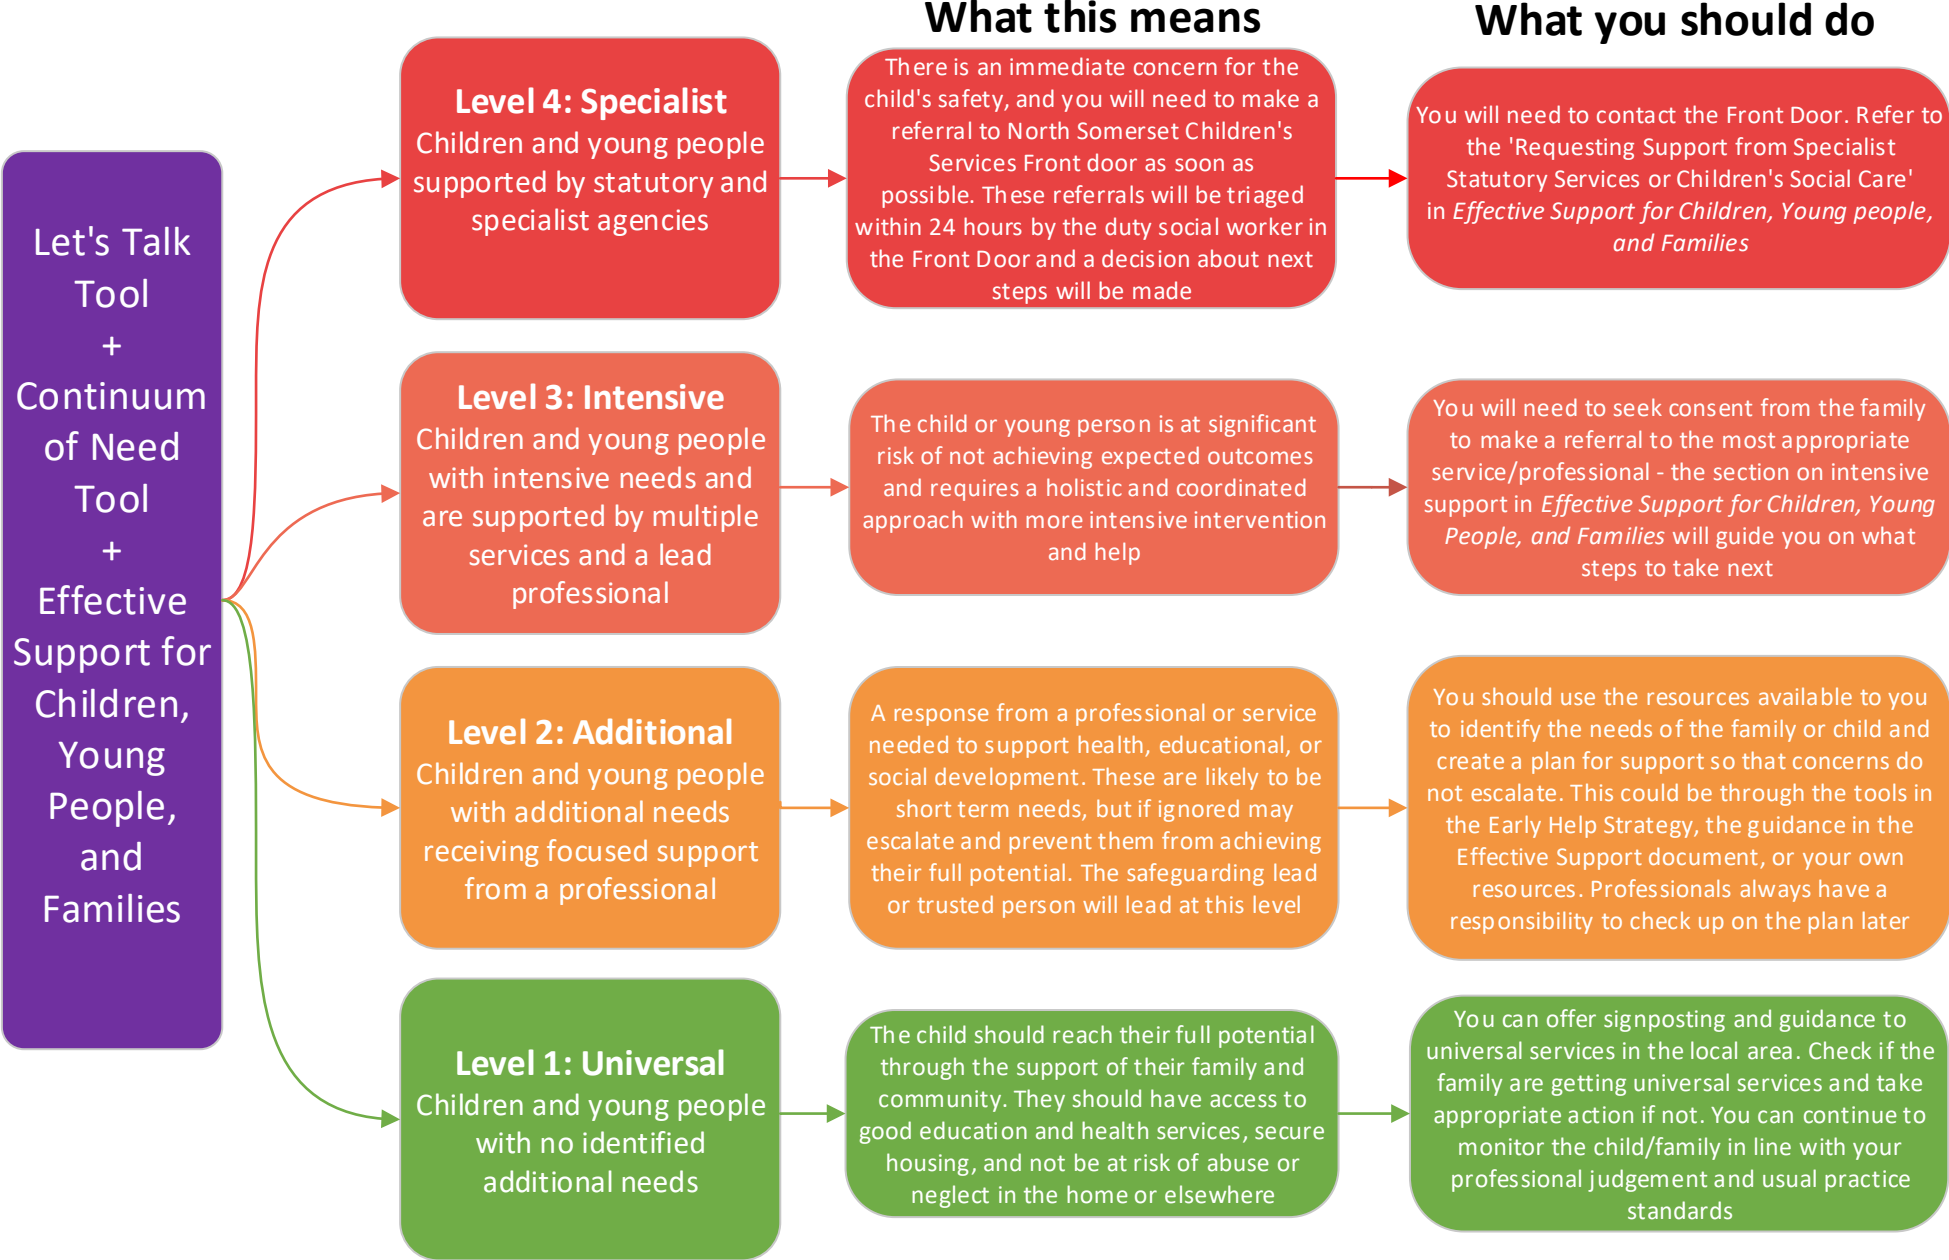 What this means
What you should do
Let's Talk
Tool
+
Continuum
of Need
Tool
+
Effective
Support for
Children,
Young
People,
and
Families
Level 4: Specialist
Children and young people
supported by statutory and
specialist agencies
There is an immediate concern for the
child's safety, and you will need to make a
referral to North Somerset Children's
Services Front door as soon as
possible. These referrals will be triaged
within 24 hours by the duty social worker in
the Front Door and a decision about next
steps will be made
You will need to contact the Front Door. Refer to
the 'Requesting Support from Specialist
Statutory Services or Children's Social Care'
in Effective Support for Children, Young people,
and Families
Level 3: Intensive
Children and young people
with intensive needs and
are supported by multiple
services and a lead
professional
The child or young person is at significant
risk of not achieving expected outcomes
and requires a holistic and coordinated
approach with more intensive intervention
and help
You will need to seek consent from the family
to make a referral to the most appropriate
service/professional - the section on intensive
support in Effective Support for Children, Young
People, and Families will guide you on what
steps to take next
Level 2: Additional
Children and young people
with additional needs
receiving focused support
from a professional
A response from a professional or service
needed to support health, educational, or
social development. These are likely to be
short term needs, but if ignored may
escalate and prevent them from achieving
their full potential. The safeguarding lead
or trusted person will lead at this level
You should use the resources available to you
to identify the needs of the family or child and
create a plan for support so that concerns do
not escalate. This could be through the tools in
the Early Help Strategy, the guidance in the
Effective Support document, or your own
resources. Professionals always have a
responsibility to check up on the plan later
Level 1: Universal
Children and young people
with no identified
additional needs
The child should reach their full potential
through the support of their family and
community. They should have access to
good education and health services, secure
housing, and not be at risk of abuse or
neglect in the home or elsewhere
You can offer signposting and guidance to
universal services in the local area. Check if the
family are getting universal services and take
appropriate action if not. You can continue to
monitor the child/family in line with your
professional judgement and usual practice
standards